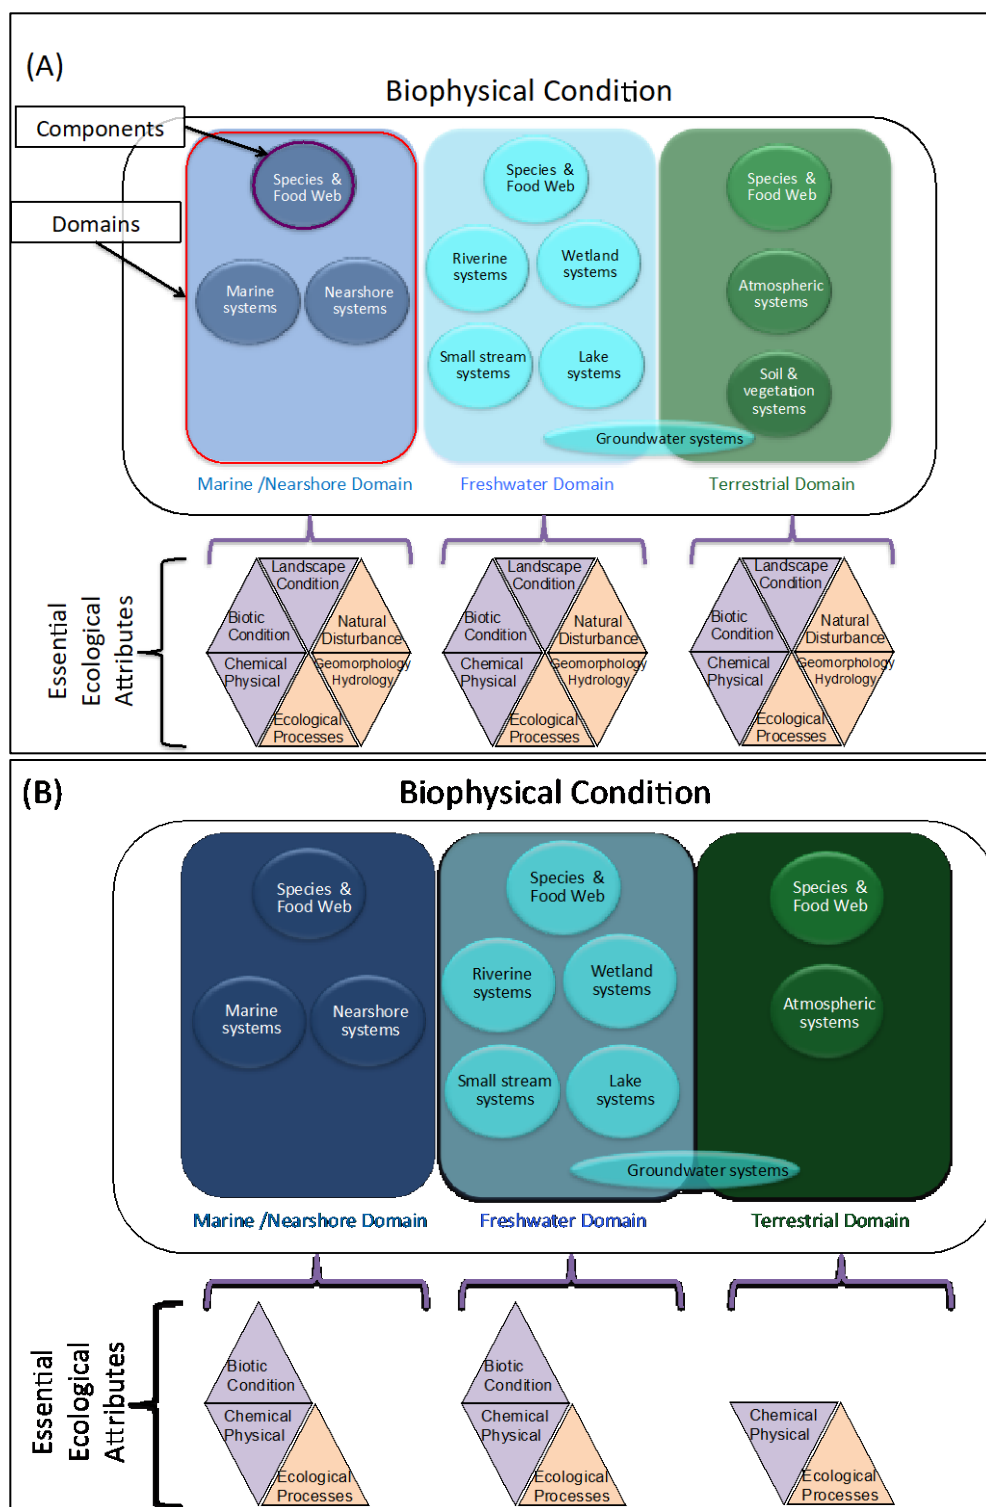 (A)
Biophysical Condition
Components
Domains
Species &
Food Web
Marine
systems
Nearshore
systems
Species &
Food Web
Riverine
systems
Wetland
systems
Small stream
systems
Lake
systems
Species &
Food Web
Atmospheric
systems
Soil &
vegetation
systems
Groundwater systems
Marine /Nearshore Domain
Freshwater Domain
Terrestrial Domain
Essential
Ecological
Attributes
Landscape
Condition
Biotic
Condition
Natural
Disturbance
Chemical
Physical
Geomorphology
Hydrology
Ecological
Processes
Landscape
Condition
Biotic
Condition
Natural
Disturbance
Chemical
Physical
Geomorphology
Hydrology
Ecological
Processes
Landscape
Condition
Biotic
Condition
Natural
Disturbance
Chemical
Physical
Geomorphology
Hydrology
Ecological
Processes
(B)
Biophysical Condition
Species &
Food Web
Marine
systems
Nearshore
systems
Species &
Food Web
Riverine
systems
Wetland
systems
Small stream
systems
Lake
systems
Species &
Food Web
Atmospheric
systems
Groundwater systems
Marine /Nearshore Domain
Freshwater Domain
Terrestrial Domain
Essential
Ecological
Attributes
Biotic
Condition
Chemical
Physical
Ecological
Processes
Biotic
Condition
Chemical
Physical
Ecological
Processes
Chemical
Physical
Ecological
Processes